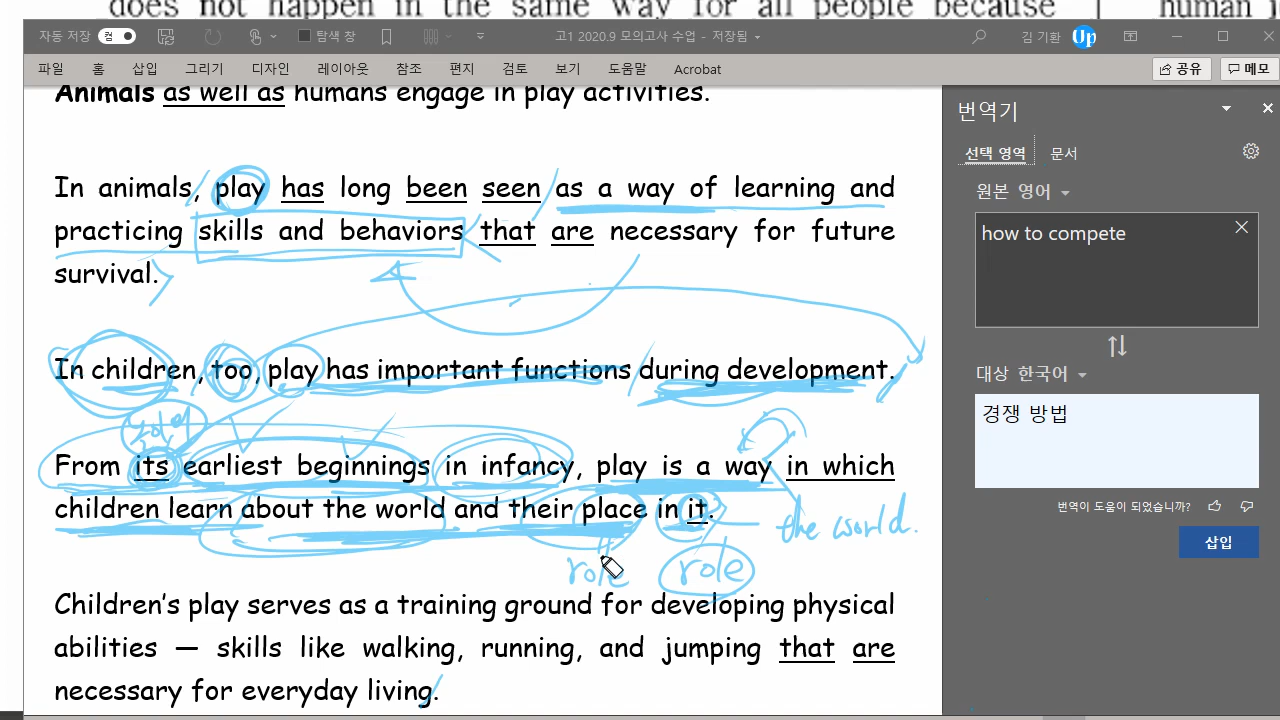 does not happen in the same way for all people because
human
자동 저장 컴 탐색 창 고1 2020.9 모의고사 수업 - 저장됨 김 기환 Up
파일 홈 삽입 그리기 디자인 레이아웃 참조 편지 검토 보기 도움말 Acrobat 공유 메모
Animals as well as humans engage in play activities.
In animals, play has long been seen as a way of learning and
practicing skills and behaviors that are necessary for future
survival.
In children, too, play has important functions during development.
From its earliest beginnings in infancy, play is a way in which
children learn about the world and their place in it.
the world.
role role
Children's play serves as a training ground for developing physical
abilities — skills like walking, running, and jumping that are
necessary for everyday living.
번역기
선택 영역 문서
원본 영어
how to compete
대상 한국어
경쟁 방법
번역이 도움이 되었습니까?
삽입